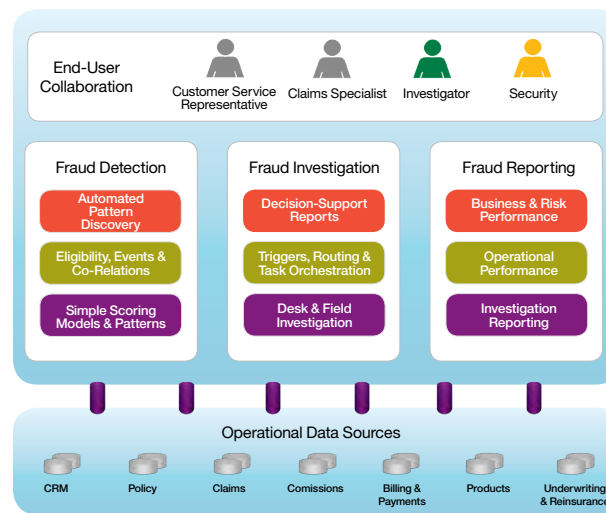 End-User
Collaboration
Customer Service
Representative
Claims Specialist
Investigator
Security
Fraud Detection
Automated
Pattern
Discovery
Eligibility, Events &
Co-Relations
Simple Scoring
Models & Patterns
Fraud Investigation
Decision-Support
Reports
Triggers, Routing &
Task Orchestration
Desk & Field
Investigation
Fraud Reporting
Business & Risk
Performance
Operational
Performance
Investigation
Reporting
Operational Data Sources
CRM
Policy
Claims
Comissions
Billing &
Payments
Products
Underwriting
& Reinsurance